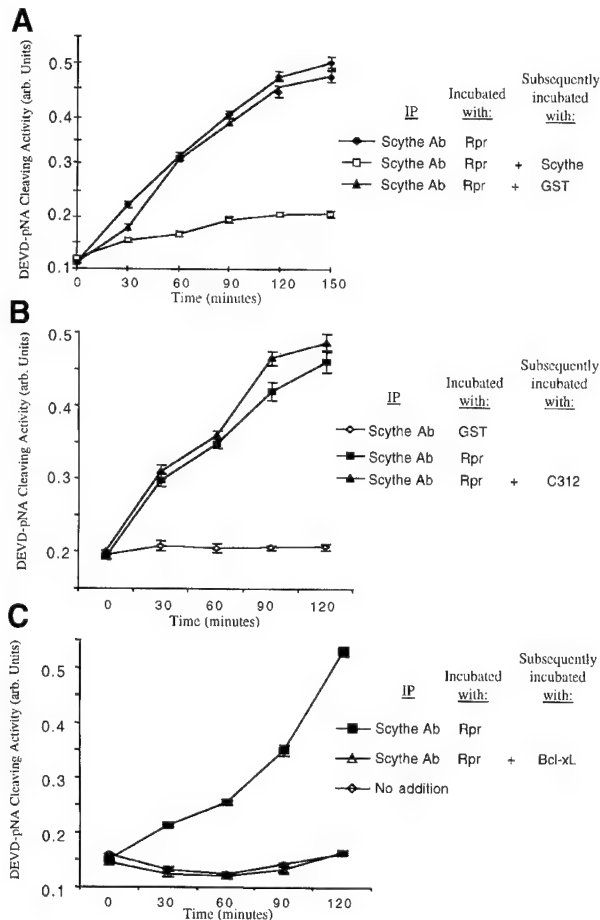 A
DEVD-pNA Cleaving Activity (arb. Units)
0.5
0.4
0.3
0.2
0.1
0 30 60 90 120 150
Time (minutes)
Subsequently
Incubated incubated
IP with: with:
Scythe Ab Rpr
Scythe Ab Rpr + Scythe
Scythe Ab Rpr + GST
B
DEVD-pNA Cleaving Activity (arb. Units)
0.5
0.4
0.3
0.2
0 30 60 90 120
Time (minutes)
Subsequently
Incubated incubated
IP with: with:
Scythe Ab GST
Scythe Ab Rpr
Scythe Ab Rpr + C312
C
DEVD-pNA Cleaving Activity (arb. Units)
0.5
0.4
0.3
0.2
0.1
0 30 60 90 120
Time (minutes)
Subsequently
Incubated incubated
IP with: with:
Scythe Ab Rpr
Scythe Ab Rpr + Bcl-xL
No addition